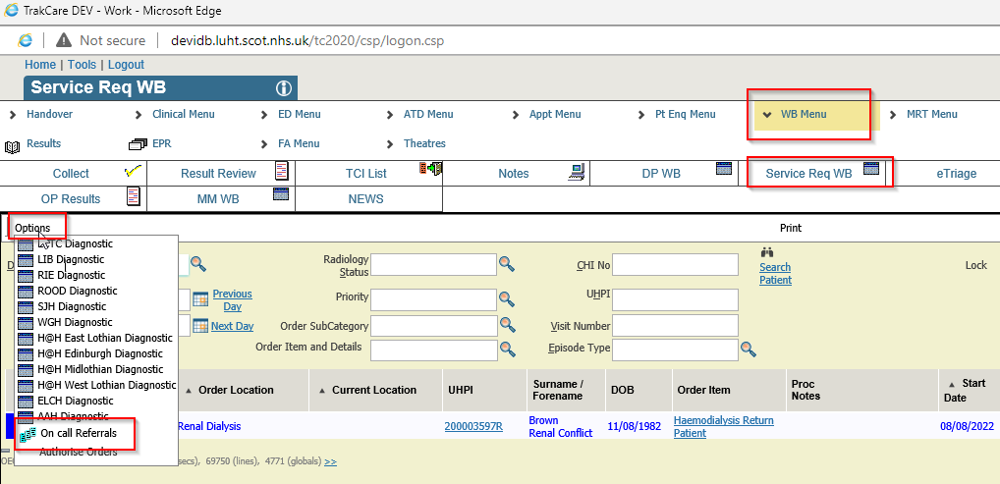 TrakCare DEV - Work - Microsoft Edge
Not secure | devidb.luht.scot.nhs.uk/tc2020/csp/logon.csp
Home | Tools | Logout
Service Req WB
Handover Clinical Menu ED Menu ATD Menu Appt Menu Pt Enq Menu WB Menu MRT Menu
Results EPR FA Menu Theatres
Collect Result Review TCI List Notes DP WB Service Req WB eTriage
OP Results MM WB NEWS
Options Print
Diagnostic
LIB Diagnostic
RIE Diagnostic
ROOD Diagnostic
SJH Diagnostic
WGH Diagnostic
H@H East Lothian Diagnostic
H@H Edinburgh Diagnostic
H@H Midlothian Diagnostic
H@H West Lothian Diagnostic
ELCH Diagnostic
AAH Diagnostic
On call Referrals
Authorise Orders
Radiology Status CHI No Search Patient Lock
Previous Day Priority UHPI
Next Day Order SubCategory Visit Number
Order Item and Details Episode Type
Order Location Current Location UHPI Surname / Forename DOB Order Item Proc Notes Start Date
Renal Dialysis 200003597R Brown Renal Conflict 11/08/1982 Haemodialysis Return Patient 08/08/2022
secs), 69750 (lines), 4771 (globals) >>